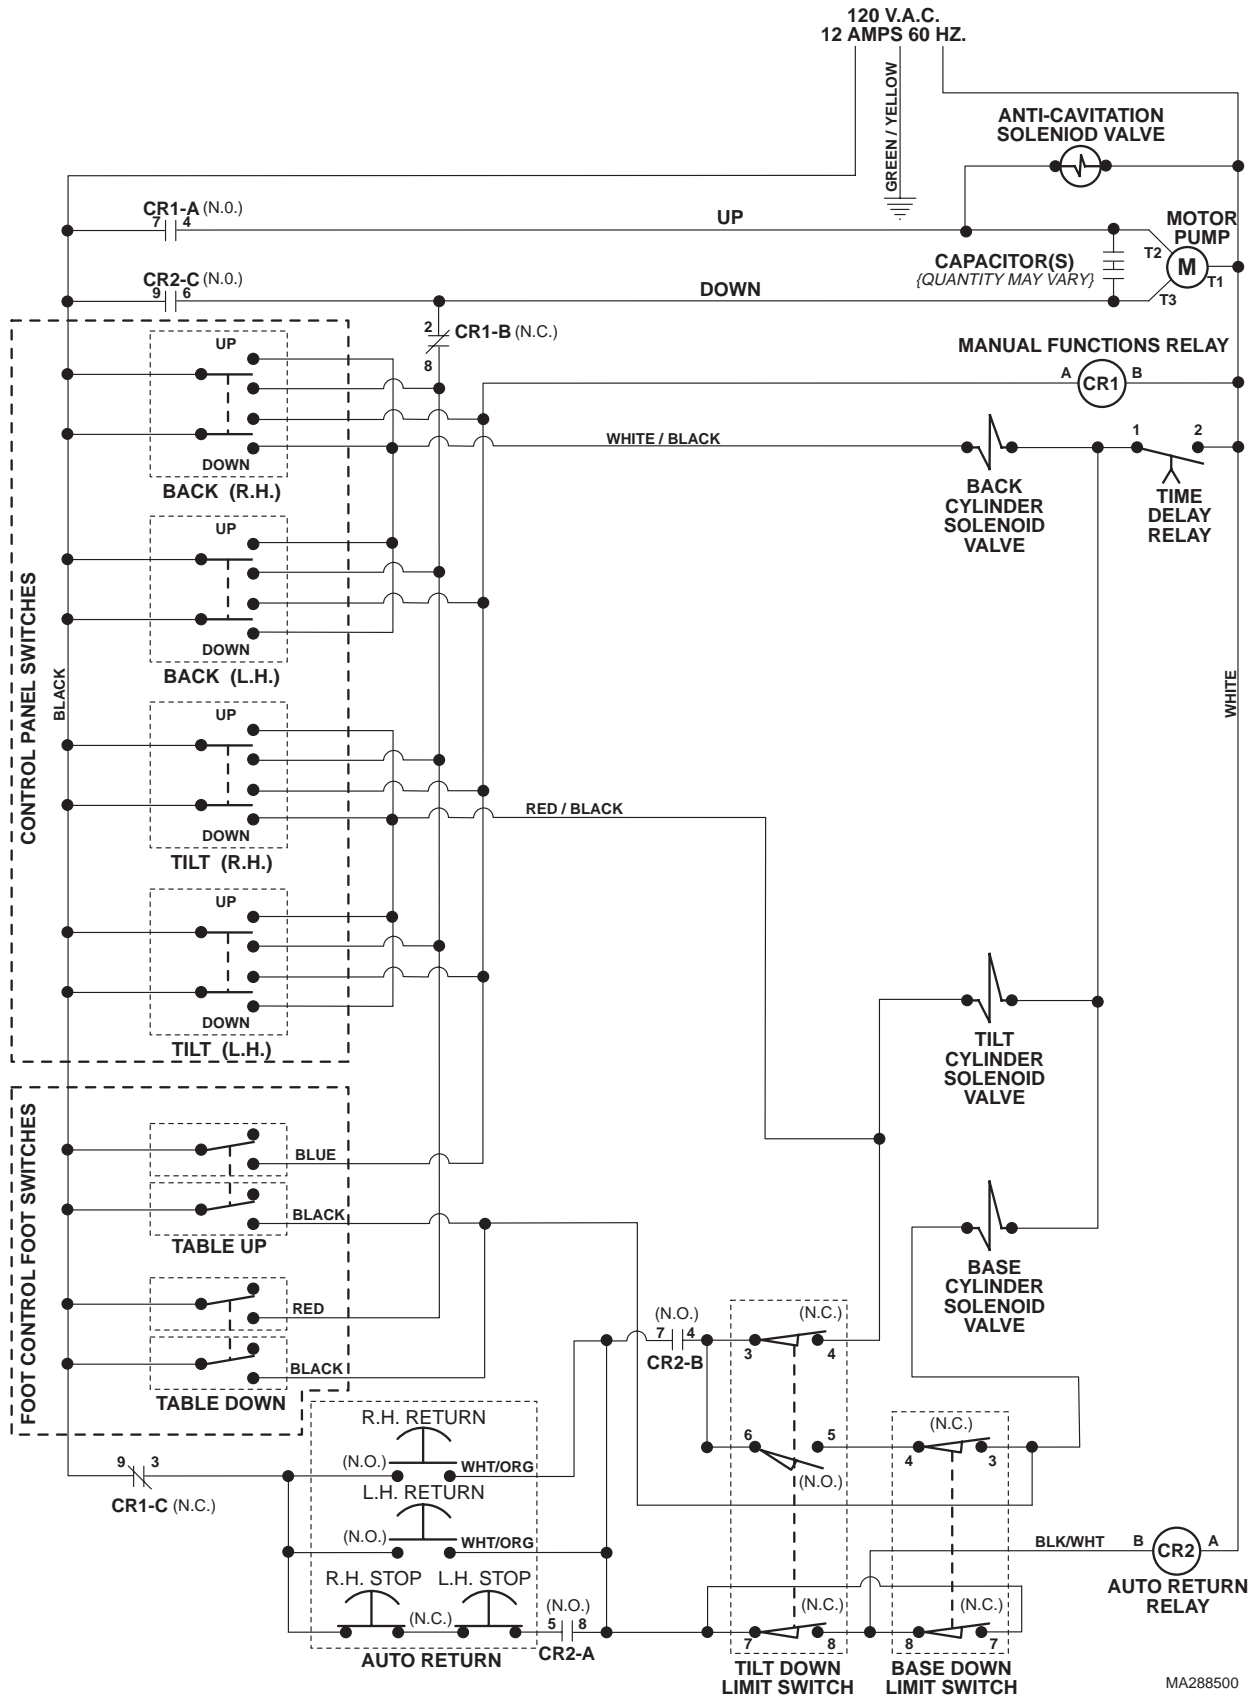 120 V.A.C.
12 AMPS 60 HZ.
GREEN / YELLOW
ANTI-CAVITATION
SOLENIOD VALVE
CR1-A (N.0.)
7 4
UP
MOTOR
PUMP
T2
M
T1
T3
CAPACITOR(S)
{QUANTITY MAY VARY}
CR2-C (N.0.)
9 6
DOWN
2
CR1-B (N.C.)
8
MANUAL FUNCTIONS RELAY
A CR1 B
CONTROL PANEL SWITCHES
BLACK
WHITE
UP
DOWN
BACK (R.H.)
WHITE / BLACK
BACK
CYLINDER
SOLENOID
VALVE
1 2
TIME
DELAY
RELAY
UP
DOWN
BACK (L.H.)
UP
DOWN
TILT (R.H.)
RED / BLACK
UP
DOWN
TILT (L.H.)
TILT
CYLINDER
SOLENOID
VALVE
FOOT CONTROL FOOT SWITCHES
BLUE
BLACK
TABLE UP
RED
BLACK
TABLE DOWN
BASE
CYLINDER
SOLENOID
VALVE
(N.O.)
7 4
CR2-B
(N.C.)
3 4
6 5
(N.O.)
(N.C.)
4 3
9 3
CR1-C (N.C.)
R.H. RETURN
(N.O.)
WHT/ORG
L.H. RETURN
(N.O.)
WHT/ORG
R.H. STOP L.H. STOP
(N.C.)
AUTO RETURN
(N.O.)
5 8
CR2-A
(N.C.)
7 8
TILT DOWN
LIMIT SWITCH
(N.C.)
8 7
BASE DOWN
LIMIT SWITCH
BLK/WHT
B CR2 A
AUTO RETURN
RELAY
MA288500